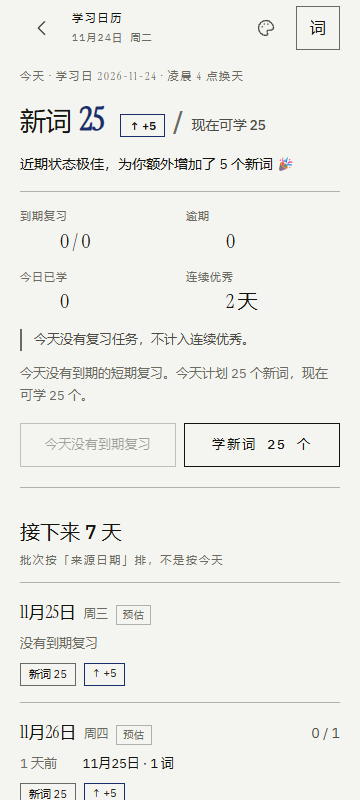 学习日历
11月24日 周二
词
今天 · 学习日 2026-11-24 · 凌晨 4 点换天
新词 25 ↑ +5 / 现在可学 25
近期状态极佳，为你额外增加了 5 个新词 🎉
到期复习 逾期
0 / 0 0
今日已学 连续优秀
0 2 天
今天没有复习任务，不计入连续优秀。
今天没有到期的短期复习。今天计划 25 个新词，现在
可学 25 个。
今天没有到期复习 学新词 25 个
接下来 7 天
批次按「来源日期」排，不是按今天
11月25日 周三 预估
没有到期复习
新词 25 ↑ +5
11月26日 周四 预估 0 / 1
1 天前 11月25日 · 1 词
新词 25 ↑ +5